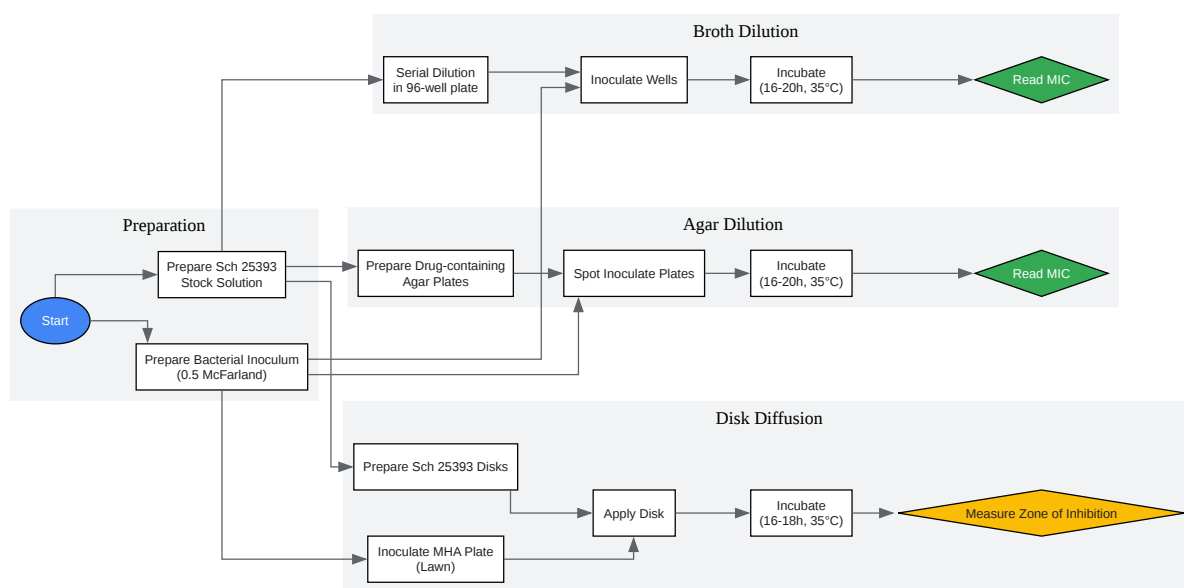 Broth Dilution
Serial Dilution
in 96-well plate
Inoculate Wells
Incubate
(16-20h, 35°C)
Read MIC
Preparation
Start
Prepare Sch 25393
Stock Solution
Prepare Bacterial Inoculum
(0.5 McFarland)
Agar Dilution
Prepare Drug-containing
Agar Plates
Spot Inoculate Plates
Incubate
(16-20h, 35°C)
Read MIC
Disk Diffusion
Prepare Sch 25393 Disks
Inoculate MHA Plate
(Lawn)
Apply Disk
Incubate
(16-18h, 35°C)
Measure Zone of Inhibition